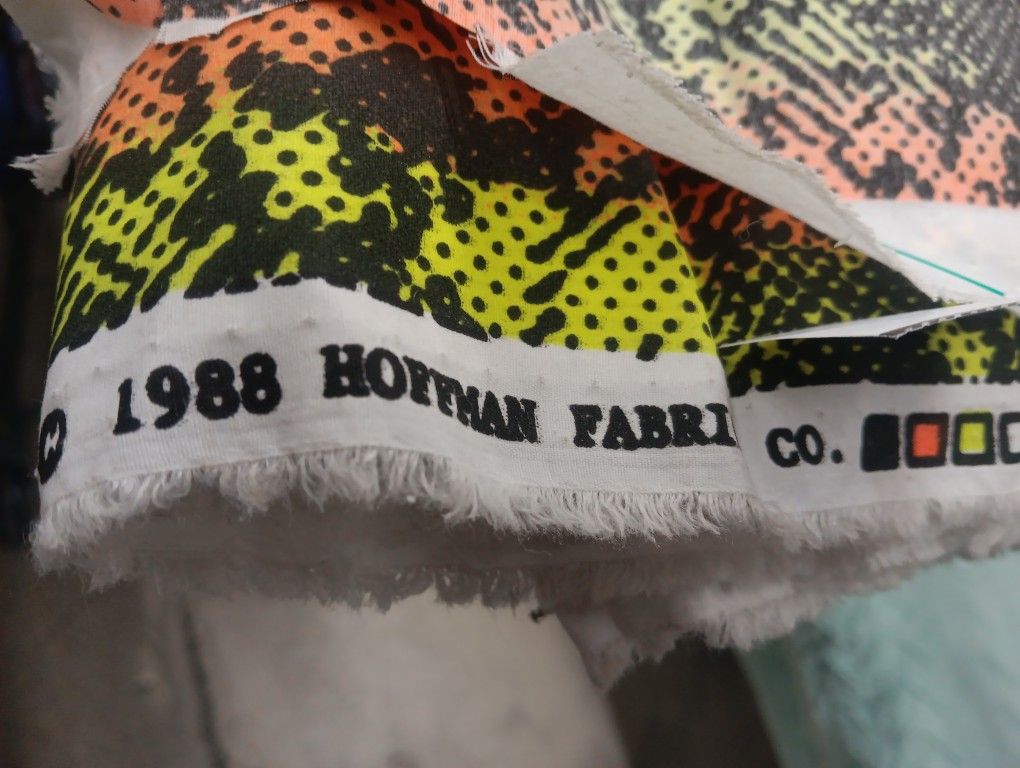 © 1988 HOFFMAN FABRI CO.